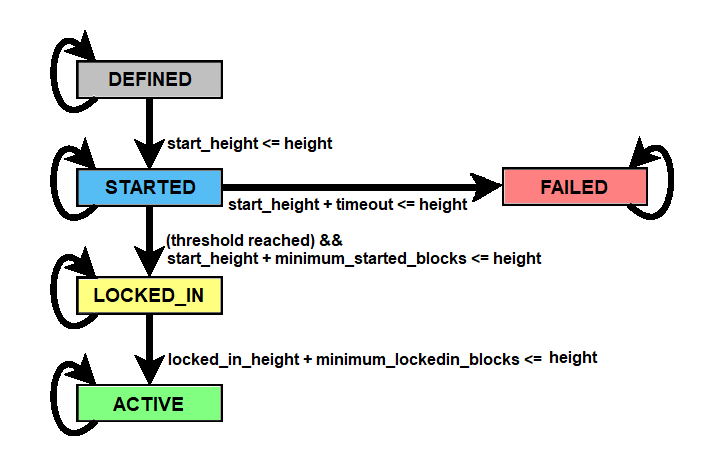 DEFINED
start_height <= height
STARTED
FAILED
start_height + timeout <= height
(threshold reached) &&
start_height + minimum_started_blocks <= height
LOCKED_IN
locked_in_height + minimum_lockedin_blocks <= height
ACTIVE